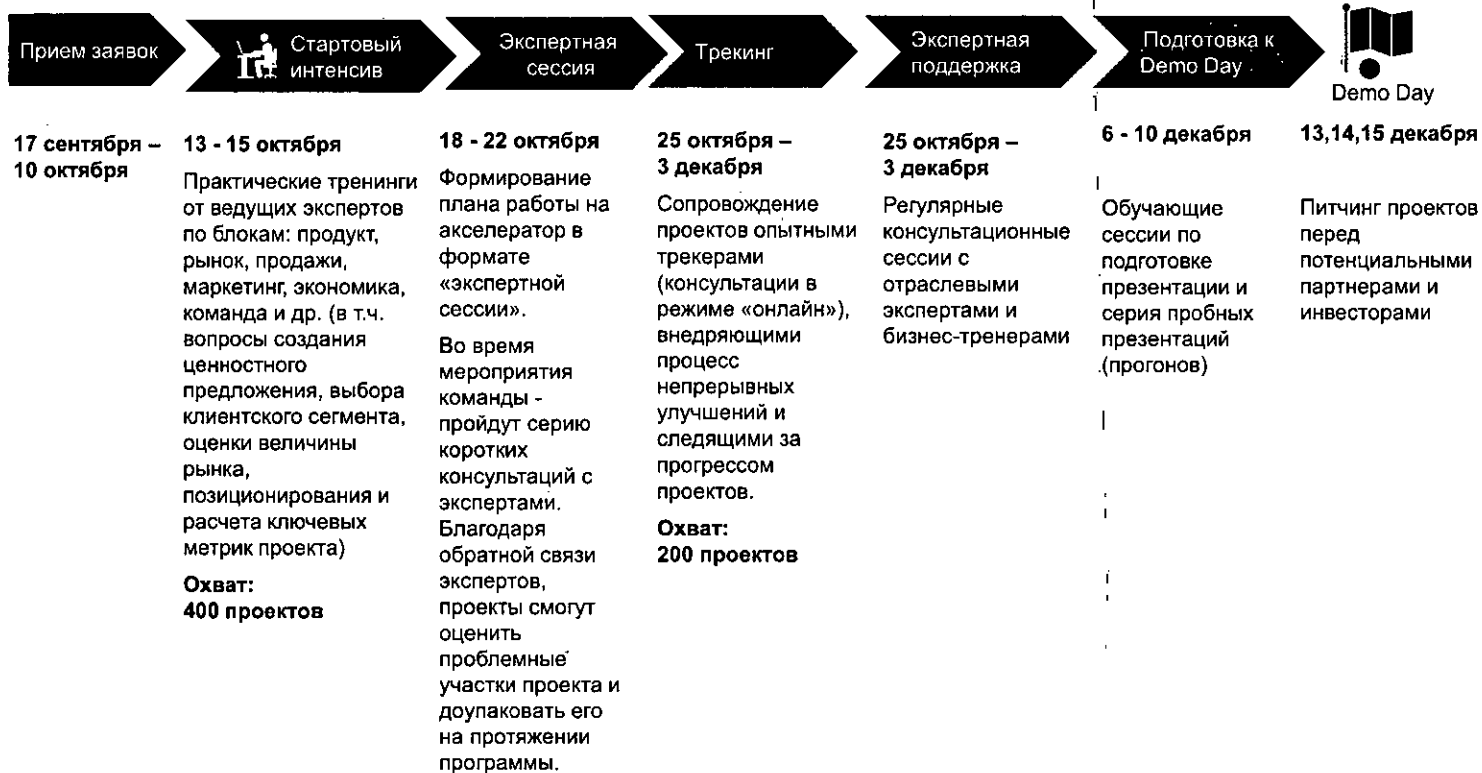 Прием заявок
Стартовый
интенсив
Экспертная
сессия
Трекинг
Экспертная
поддержка
Подготовка к
Demo Day
Demo Day
17 сентября –
10 октября
13 - 15 октября
Практические тренинги
от ведущих экспертов
по блокам: продукт,
рынок, продажи,
маркетинг, экономика,
команда и др. (в т.ч.
вопросы создания
ценностного
предложения, выбора
клиентского сегмента,
оценки величины
рынка,
позиционирования и
расчета ключевых
метрик проекта)
Охват:
400 проектов
18 - 22 октября
Формирование
плана работы на
акселератор в
формате
«экспертной
сессии».
Во время
мероприятия
команды -
пройдут серию
коротких
консультаций с
экспертами.
Благодаря
обратной связи
экспертов,
проекты смогут
оценить
проблемные
участки проекта и
доупаковать его
на протяжении
программы.
25 октября –
3 декабря
Сопровождение
проектов опытными
трекерами
(консультации в
режиме «онлайн»),
внедряющими
процесс
непрерывных
улучшений и
следящими за
прогрессом
проектов.
Охват:
200 проектов
25 октября –
3 декабря
Регулярные
консультационные
сессии с
отраслевыми
экспертами и
бизнес-тренерами
6 - 10 декабря
Обучающие
сессии по
подготовке
презентации и
серия пробных
презентаций
(прогонов)
13,14,15 декабря
Питчинг проектов
перед
потенциальными
партнерами и
инвесторами